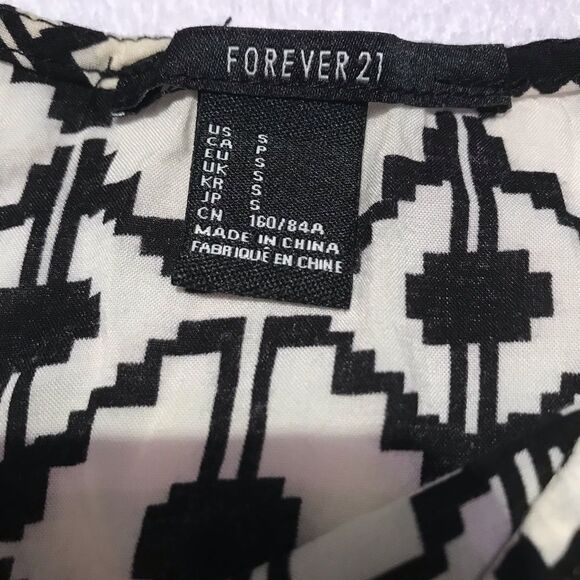 FOREVER 21
US S
CA P
EU S
UK S
KR S
JP S
CN 160/84A
MADE IN CHINA
FABRIQUÉ EN CHINE